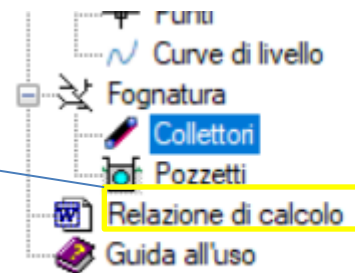 Punti
Curve di livello
Fognatura
Collettori
Pozzetti
Relazione di calcolo
Guida all'uso